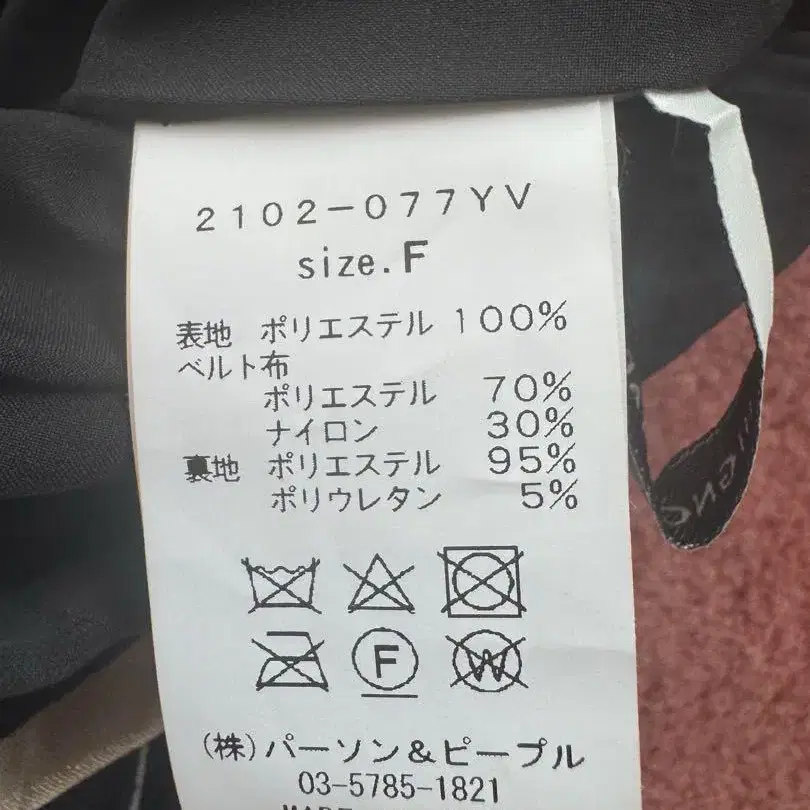 2102-077YV
size.F
表地 ポリエステル 100%
ベルト布
ポリエステル 70%
ナイロン 30%
裏地 ポリエステル 95%
ポリウレタン 5%
F
W
(株)パーソン&ピープル
03-5785-1821